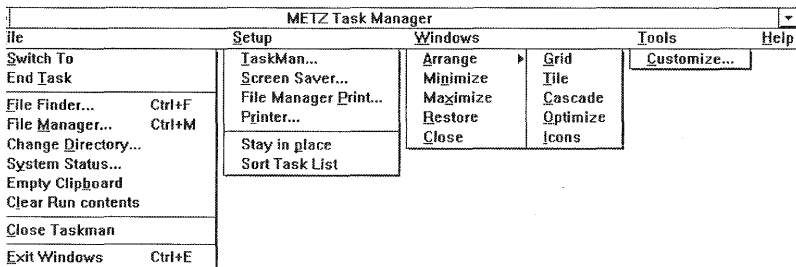 METZ Task Manager
ile Setup Windows Tools Help
Switch To
End Task
File Finder... Ctrl+F
File Manager... Ctrl+M
Change Directory...
System Status...
Empty Clipboard
Clear Run contents
Close Taskman
Exit Windows Ctrl+E
TaskMan...
Screen Saver...
File Manager Print...
Printer...
Stay in place
Sort Task List
Arrange
Minimize
Maximize
Restore
Close
Grid
Tile
Cascade
Optimize
Icons
Customize...